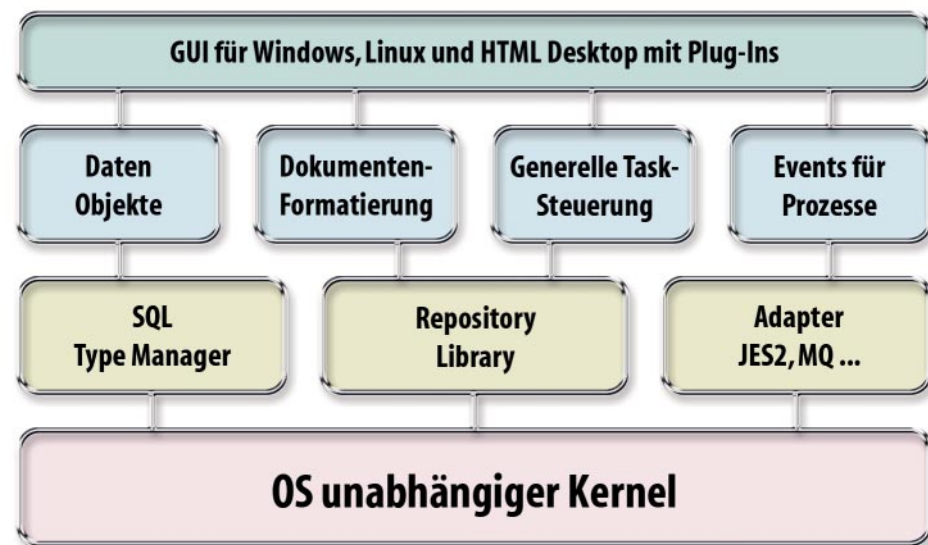 GUI für Windows, Linux und HTML Desktop mit Plug-Ins
Daten
Objekte
Dokumenten-
Formatierung
Generelle Task-
Steuerung
Events für
Prozesse
SQL
Type Manager
Repository
Library
Adapter
JES2, MQ ...
OS unabhängiger Kernel